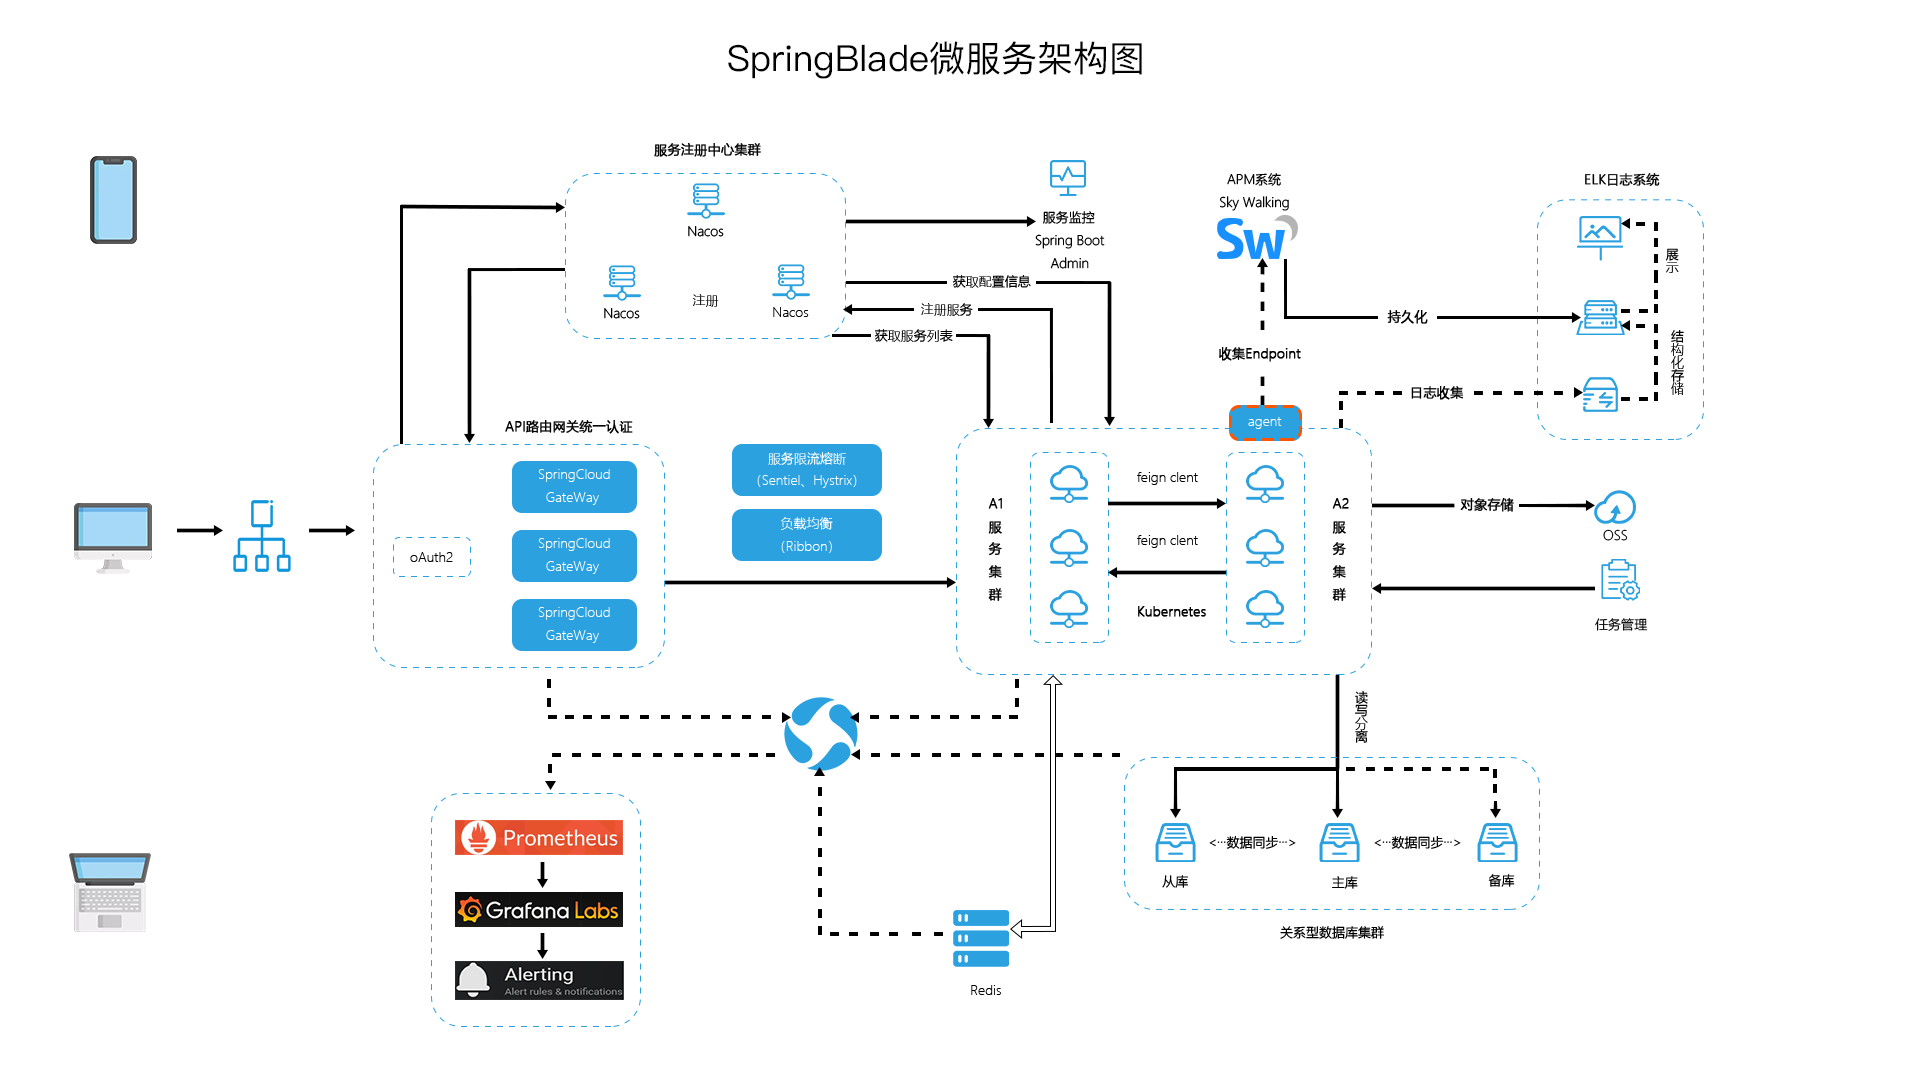 SpringBlade微服务架构图
服务注册中心集群
Nacos
Nacos
注册
Nacos
服务监控
Spring Boot
Admin
获取配置信息
注册服务
获取服务列表
APM系统
Sky Walking
Sw
持久化
收集Endpoint
日志收集
agent
ELK日志系统
展示
结构化存储
API路由网关统一认证
oAuth2
SpringCloud
GateWay
SpringCloud
GateWay
SpringCloud
GateWay
服务限流熔断
（Sentiel、Hystrix）
负载均衡
（Ribbon）
A1
服
务
集
群
feign clent
feign clent
Kubernetes
A2
服
务
集
群
对象存储
OSS
任务管理
读写分离
<···数据同步···>
<···数据同步···>
从库
主库
备库
关系型数据库集群
Prometheus
Grafana Labs
Alerting
Alert rules & notifications
Redis